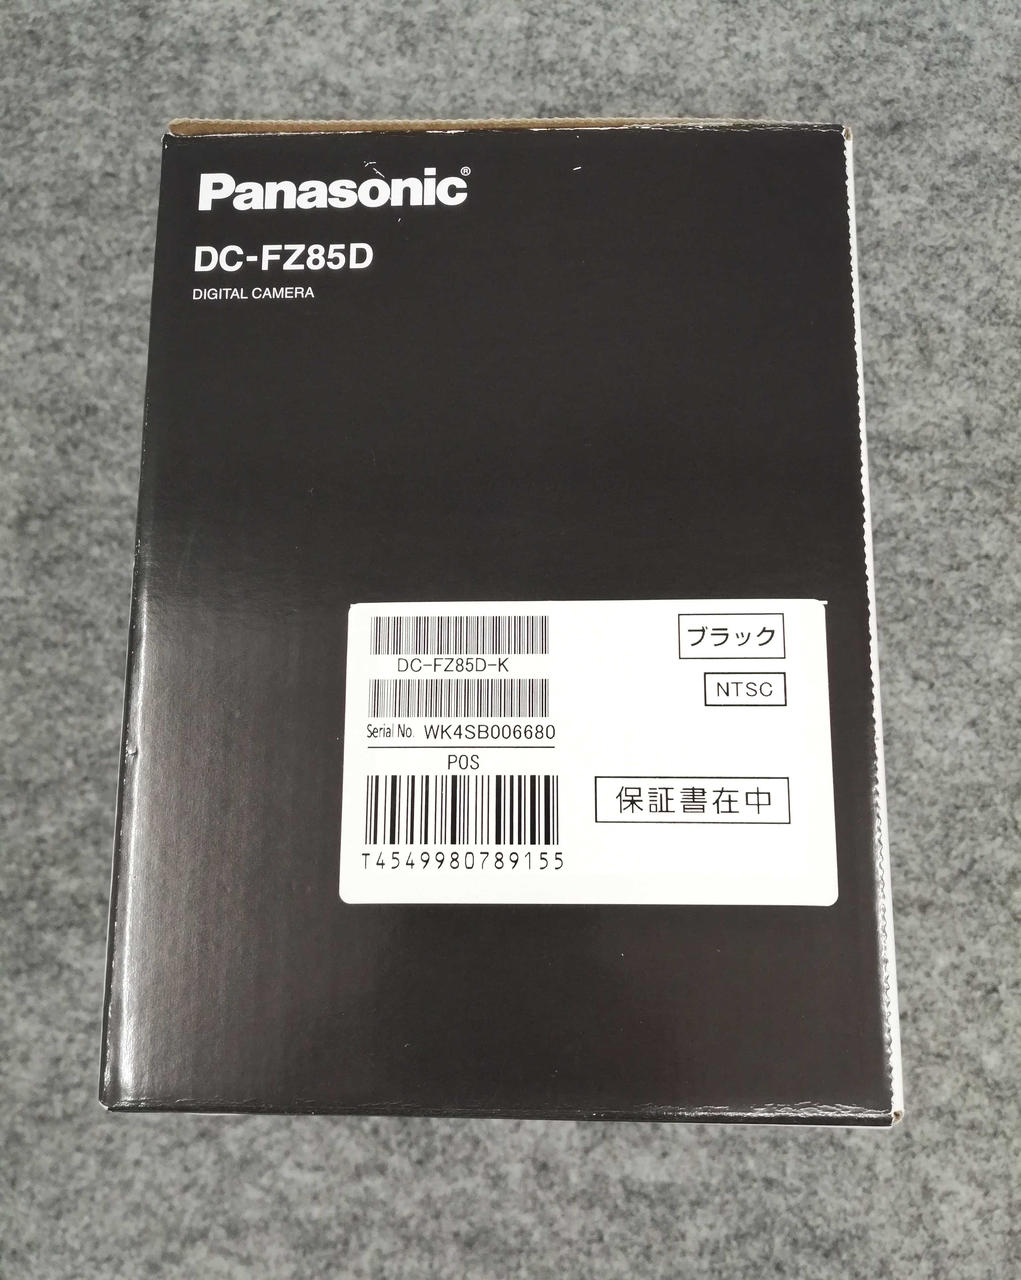 Panasonic®
DC-FZ85D
DIGITAL CAMERA
DC-FZ85D-K
ブラック
NTSC
Serial No. WK4SB006680
POS
保証書在中
T4549980789155